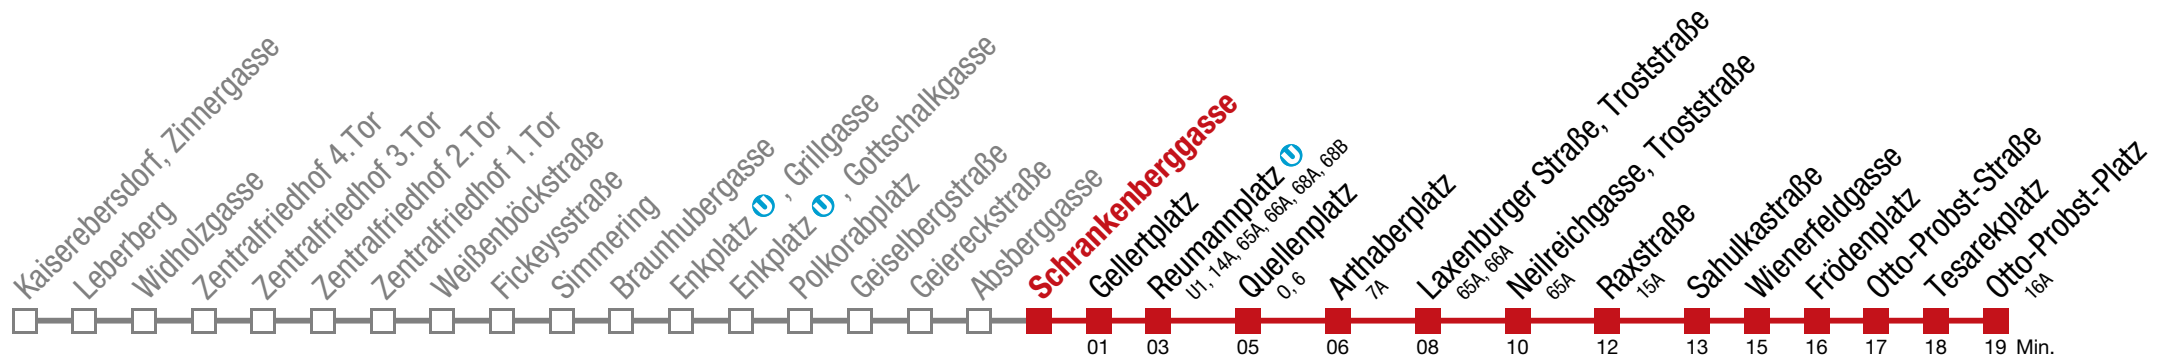 Kaiserebersdorf, Zinnergasse
Leberberg
Widholzgasse
Zentralfriedhof 4.Tor
Zentralfriedhof 3.Tor
Zentralfriedhof 2.Tor
Zentralfriedhof 1.Tor
Weißenböckstraße
Fickeysstraße
Simmering
Braunhubergasse
Enkplatz U , Grillgasse
Enkplatz U , Gottschalkgasse
Polkorabplatz
Geiselbergstraße
Geiereckstraße
Absberggasse
Schrankenberggasse
Gellertplatz
Reumannplatz U
U1, 14A, 65A, 66A, 68A, 68B
Quellenplatz
0, 6
Arthaberplatz
7A
Laxenburger Straße, Troststraße
65A, 66A
Neilreichgasse, Troststraße
65A
Raxstraße
15A
Sahulkastraße
Wienerfeldgasse
Frödenplatz
Otto-Probst-Straße
Tesarekplatz
Otto-Probst-Platz
16A
01 03 05 06 08 10 12 13 15 16 17 18 19 Min.